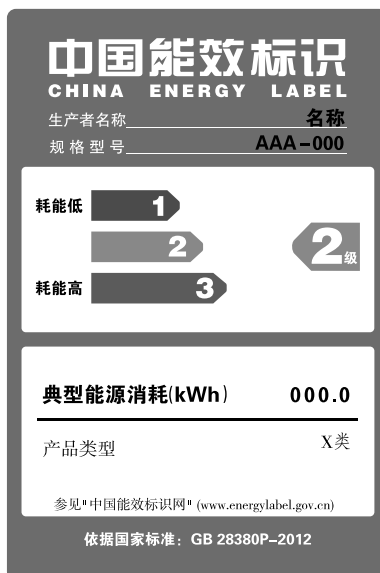 中国能效标识
CHINA ENERGY LABEL
生产者名称 名称
规格型号 AAA-000
耗能低 1
2
2级
耗能高 3
典型能源消耗(kWh) 000.0
产品类型 X类
参见"中国能效标识网" (www.energylabel.gov.cn)
依据国家标准：GB 28380P-2012